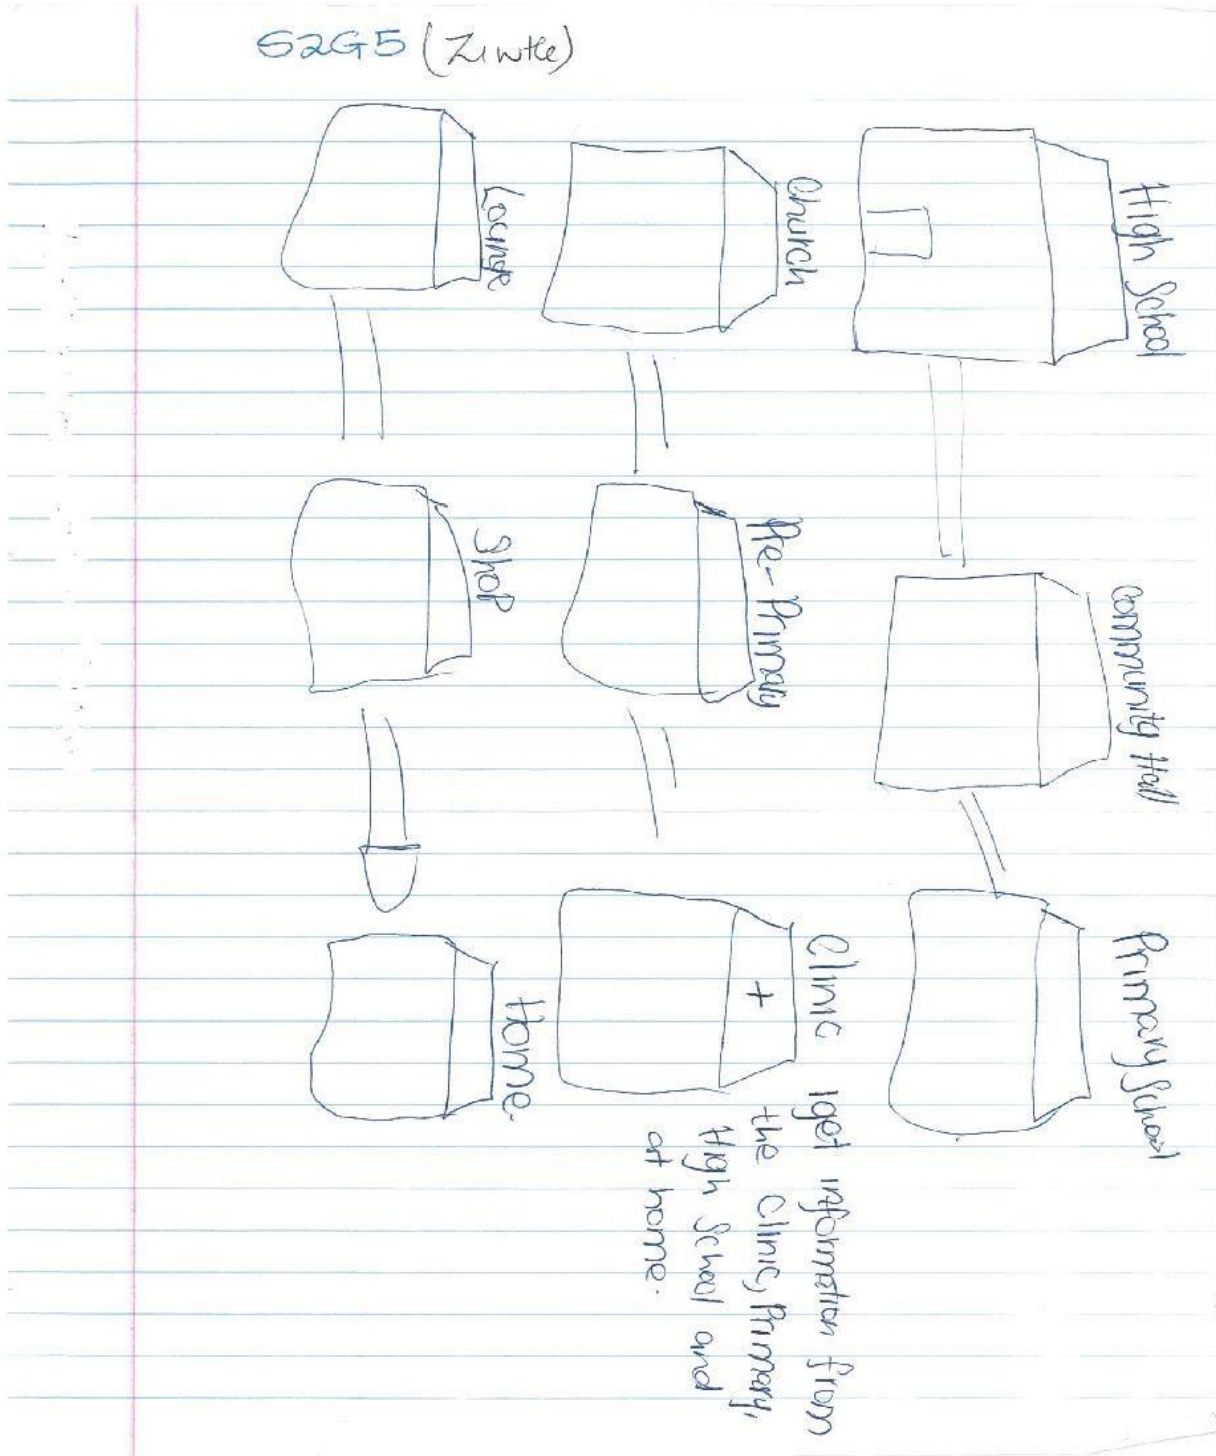 S2G5 (Zintle)
High School
Community Hall
Primary School
Church
Pre-Primary
Clinic
+
I get information from
the Clinic, Primary,
High School and
at home.
Lounge
Shop
Home.